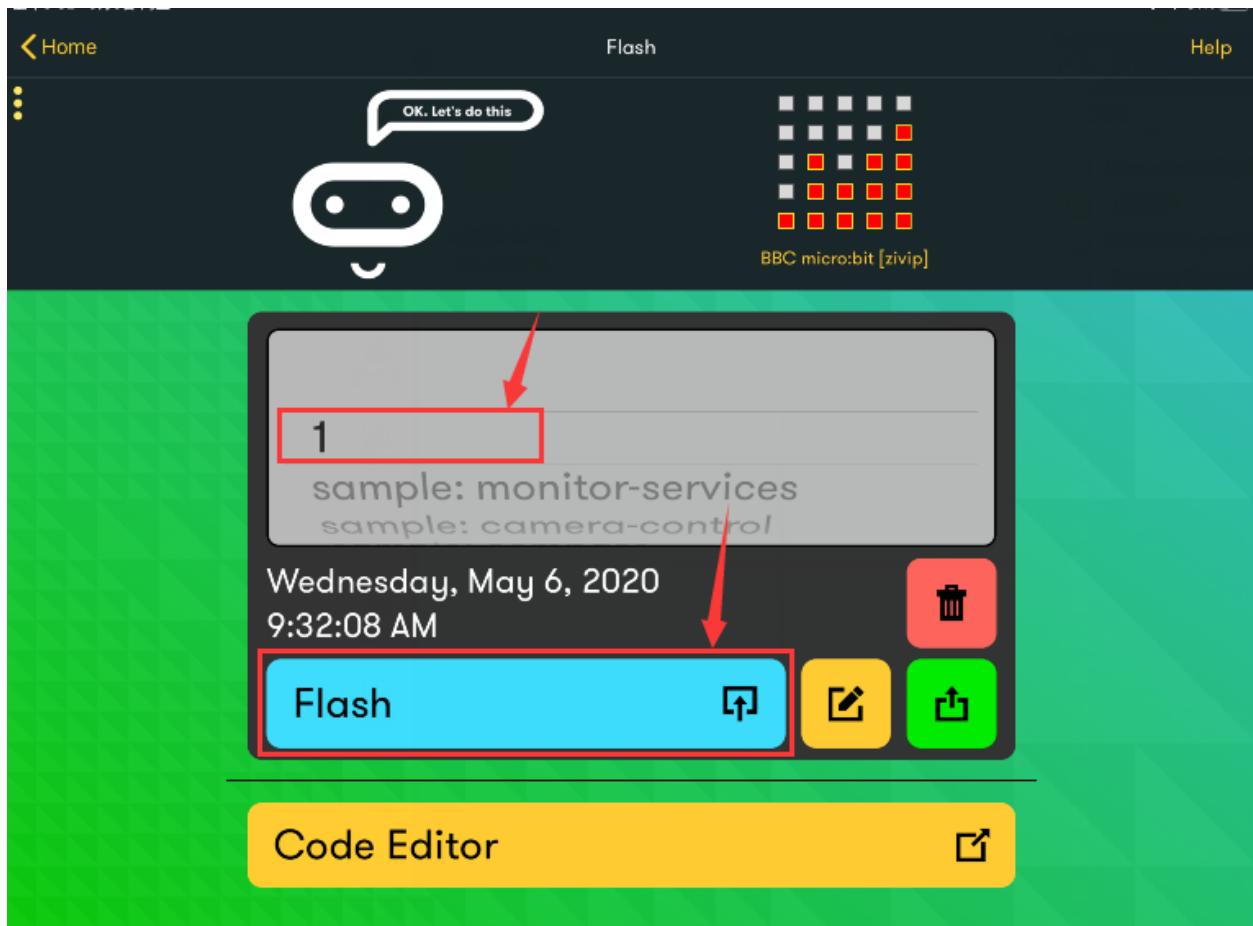 Home
Flash
Help
OK. Let's do this
BBC micro:bit [zivip]
1
sample: monitor-services
sample: camera-control
Wednesday, May 6, 2020
9:32:08 AM
Flash
Code Editor